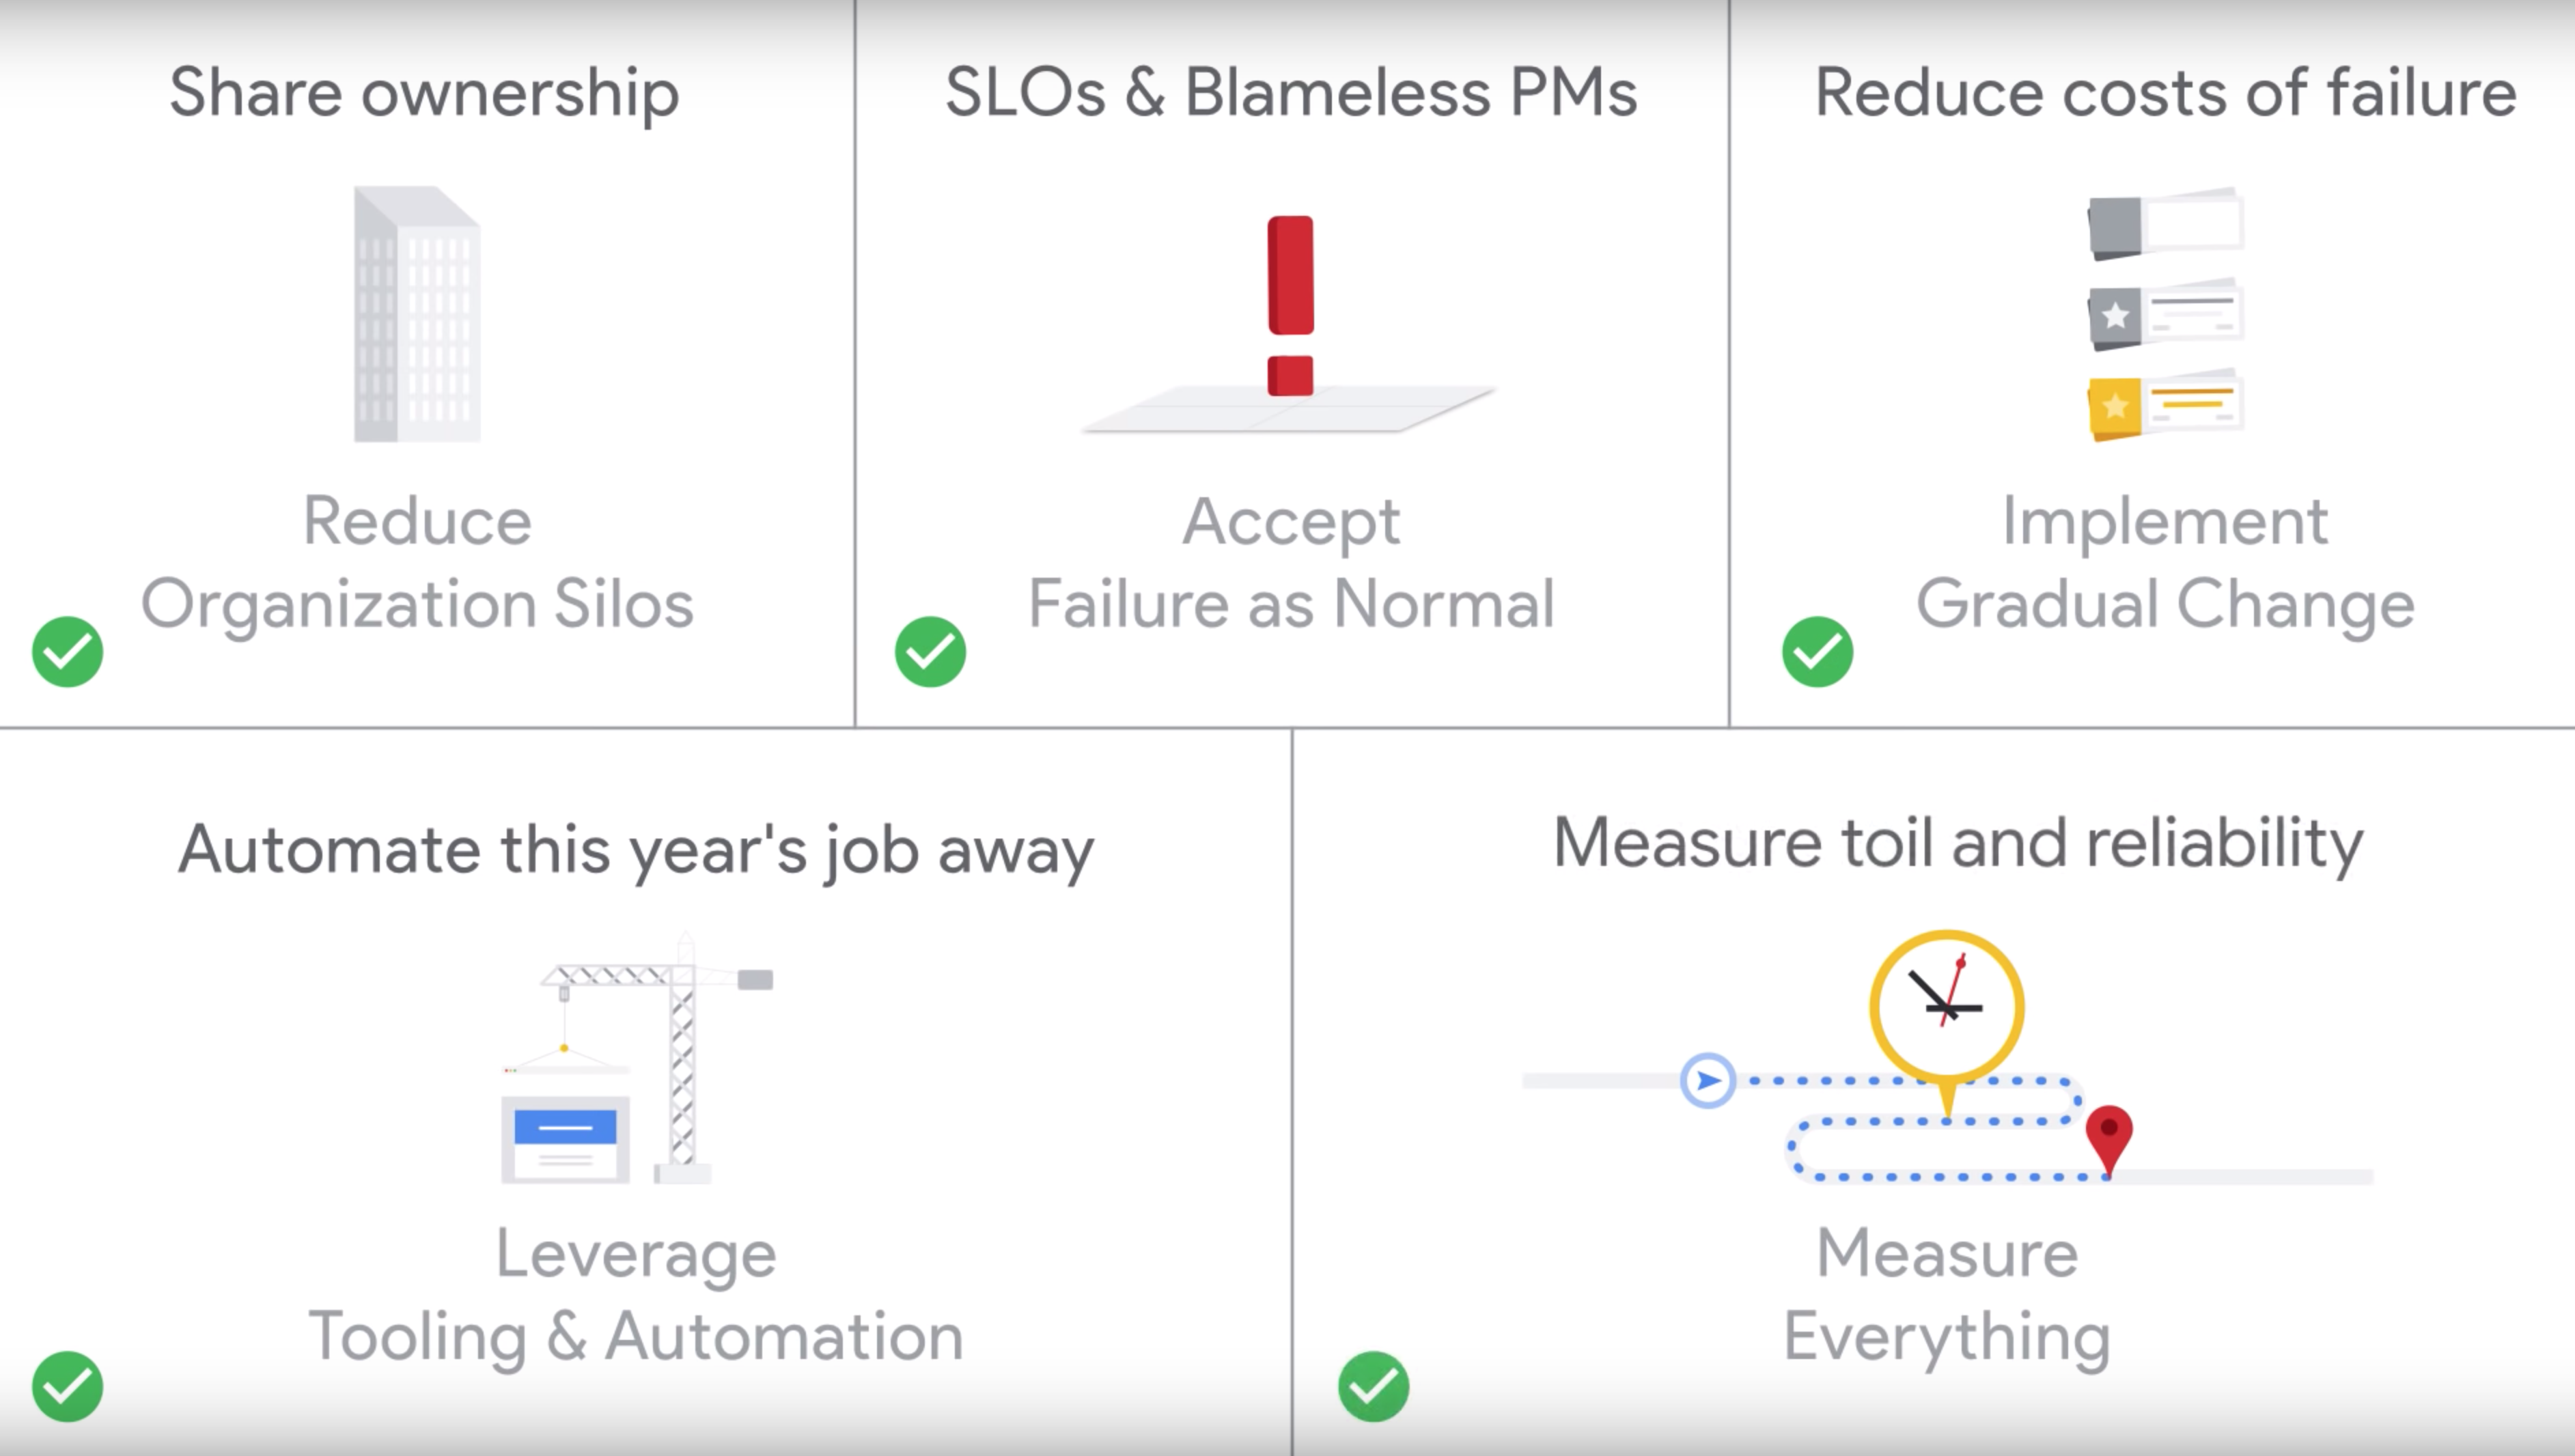 Share ownership
Reduce
Organization Silos
SLOs & Blameless PMs
Accept
Failure as Normal
Reduce costs of failure
Implement
Gradual Change
Automate this year's job away
Leverage
Tooling & Automation
Measure toil and reliability
Measure
Everything